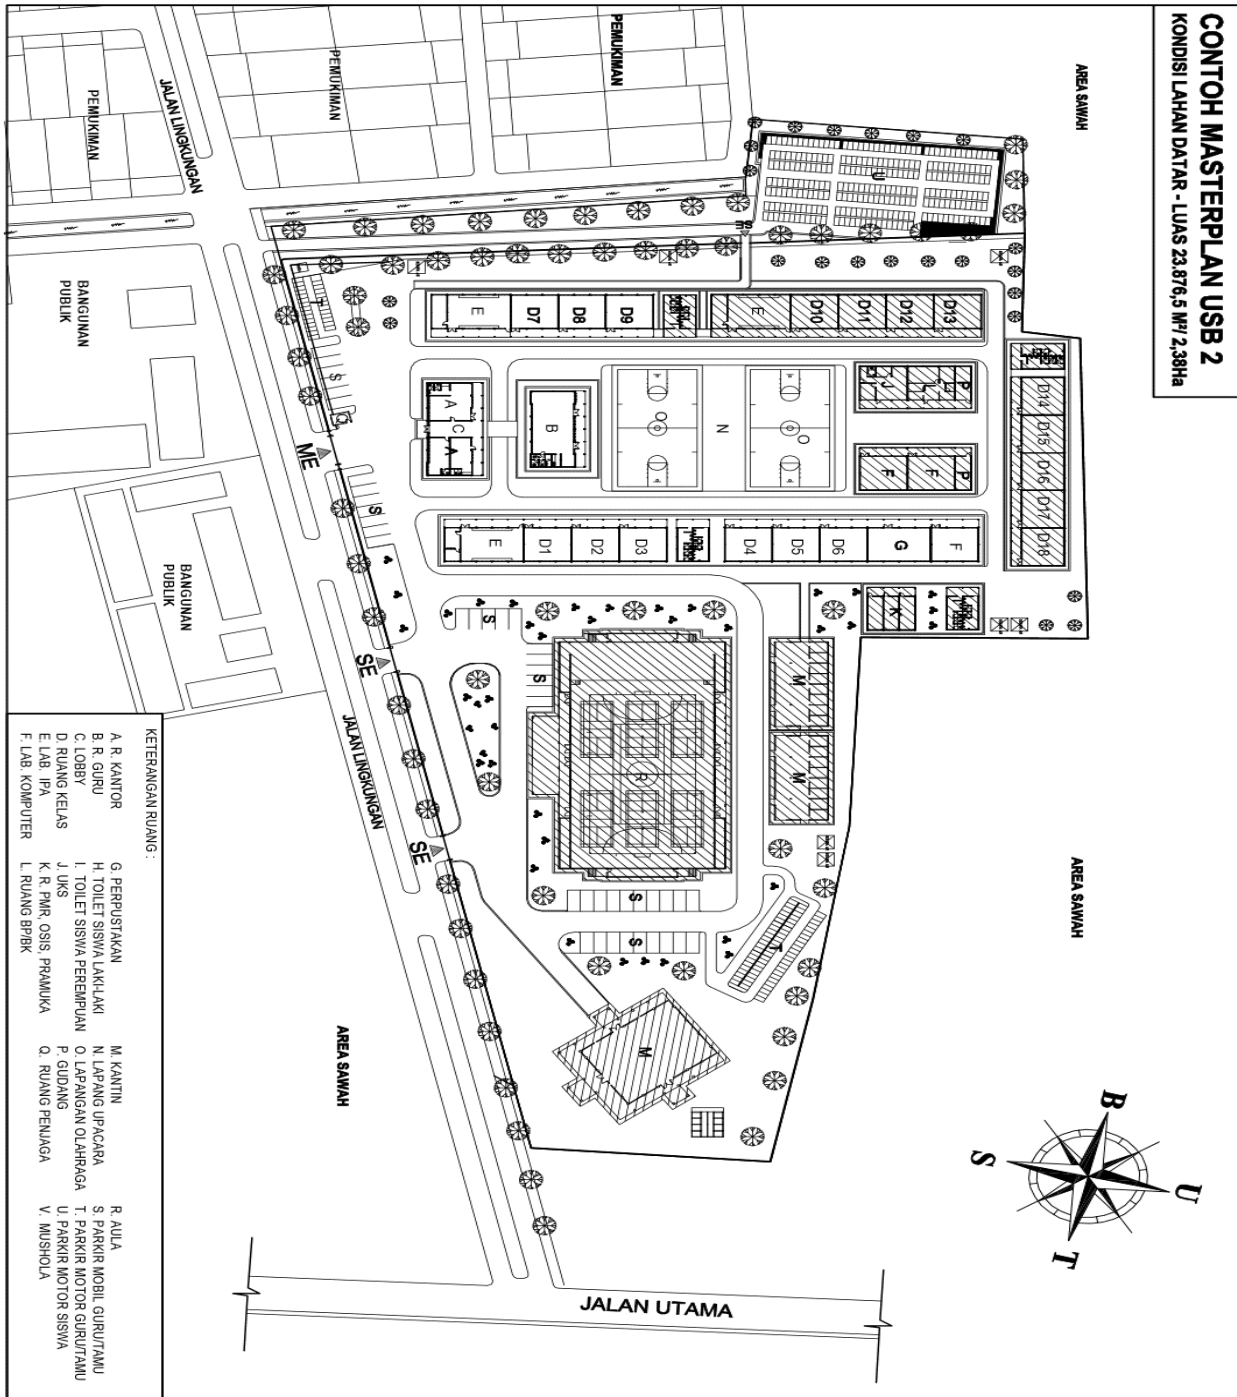 CONTOH MASTERPLAN USB 2
KONDISI LAHAN DATAR - LUAS 23.876,5 M²/ 2,38Ha
AREA SAWAH
PEMUKIMAN
PEMUKIMAN
PEMUKIMAN
JALAN LINGKUNGAN
U
SE
BANGUNAN
PUBLIK
E
D7
D8
D9
E
D10
D11
D12
D13
S
A
C
A
B
O
N
O
J
L
P
F
F
P
D14
D15
D16
D17
D18
Q
ME
S
E
D1
D2
D3
D4
D5
D6
G
F
K
BANGUNAN
PUBLIK
SE
S
S
R
M
M
JALAN LINGKUNGAN
SE
S
S
T
M
AREA SAWAH
AREA SAWAH
B
U
S
T
JALAN UTAMA
KETERANGAN RUANG :
A. R. KANTOR
B. R. GURU
C. LOBBY
D. RUANG KELAS
E. LAB. IPA
F. LAB. KOMPUTER
G. PERPUSTAKAN
H. TOILET SISWA LAKI-LAKI
I. TOILET SISWA PEREMPUAN
J. UKS
K. R. PMR, OSIS, PRAMUKA
L. RUANG BP/BK
M. KANTIN
N. LAPANG UPACARA
O. LAPANGAN OLAHRAGA
P. GUDANG
Q. RUANG PENJAGA
R. AULA
S. PARKIR MOBIL GURU/TAMU
T. PARKIR MOTOR GURU/TAMU
U. PARKIR MOTOR SISWA
V. MUSHOLA